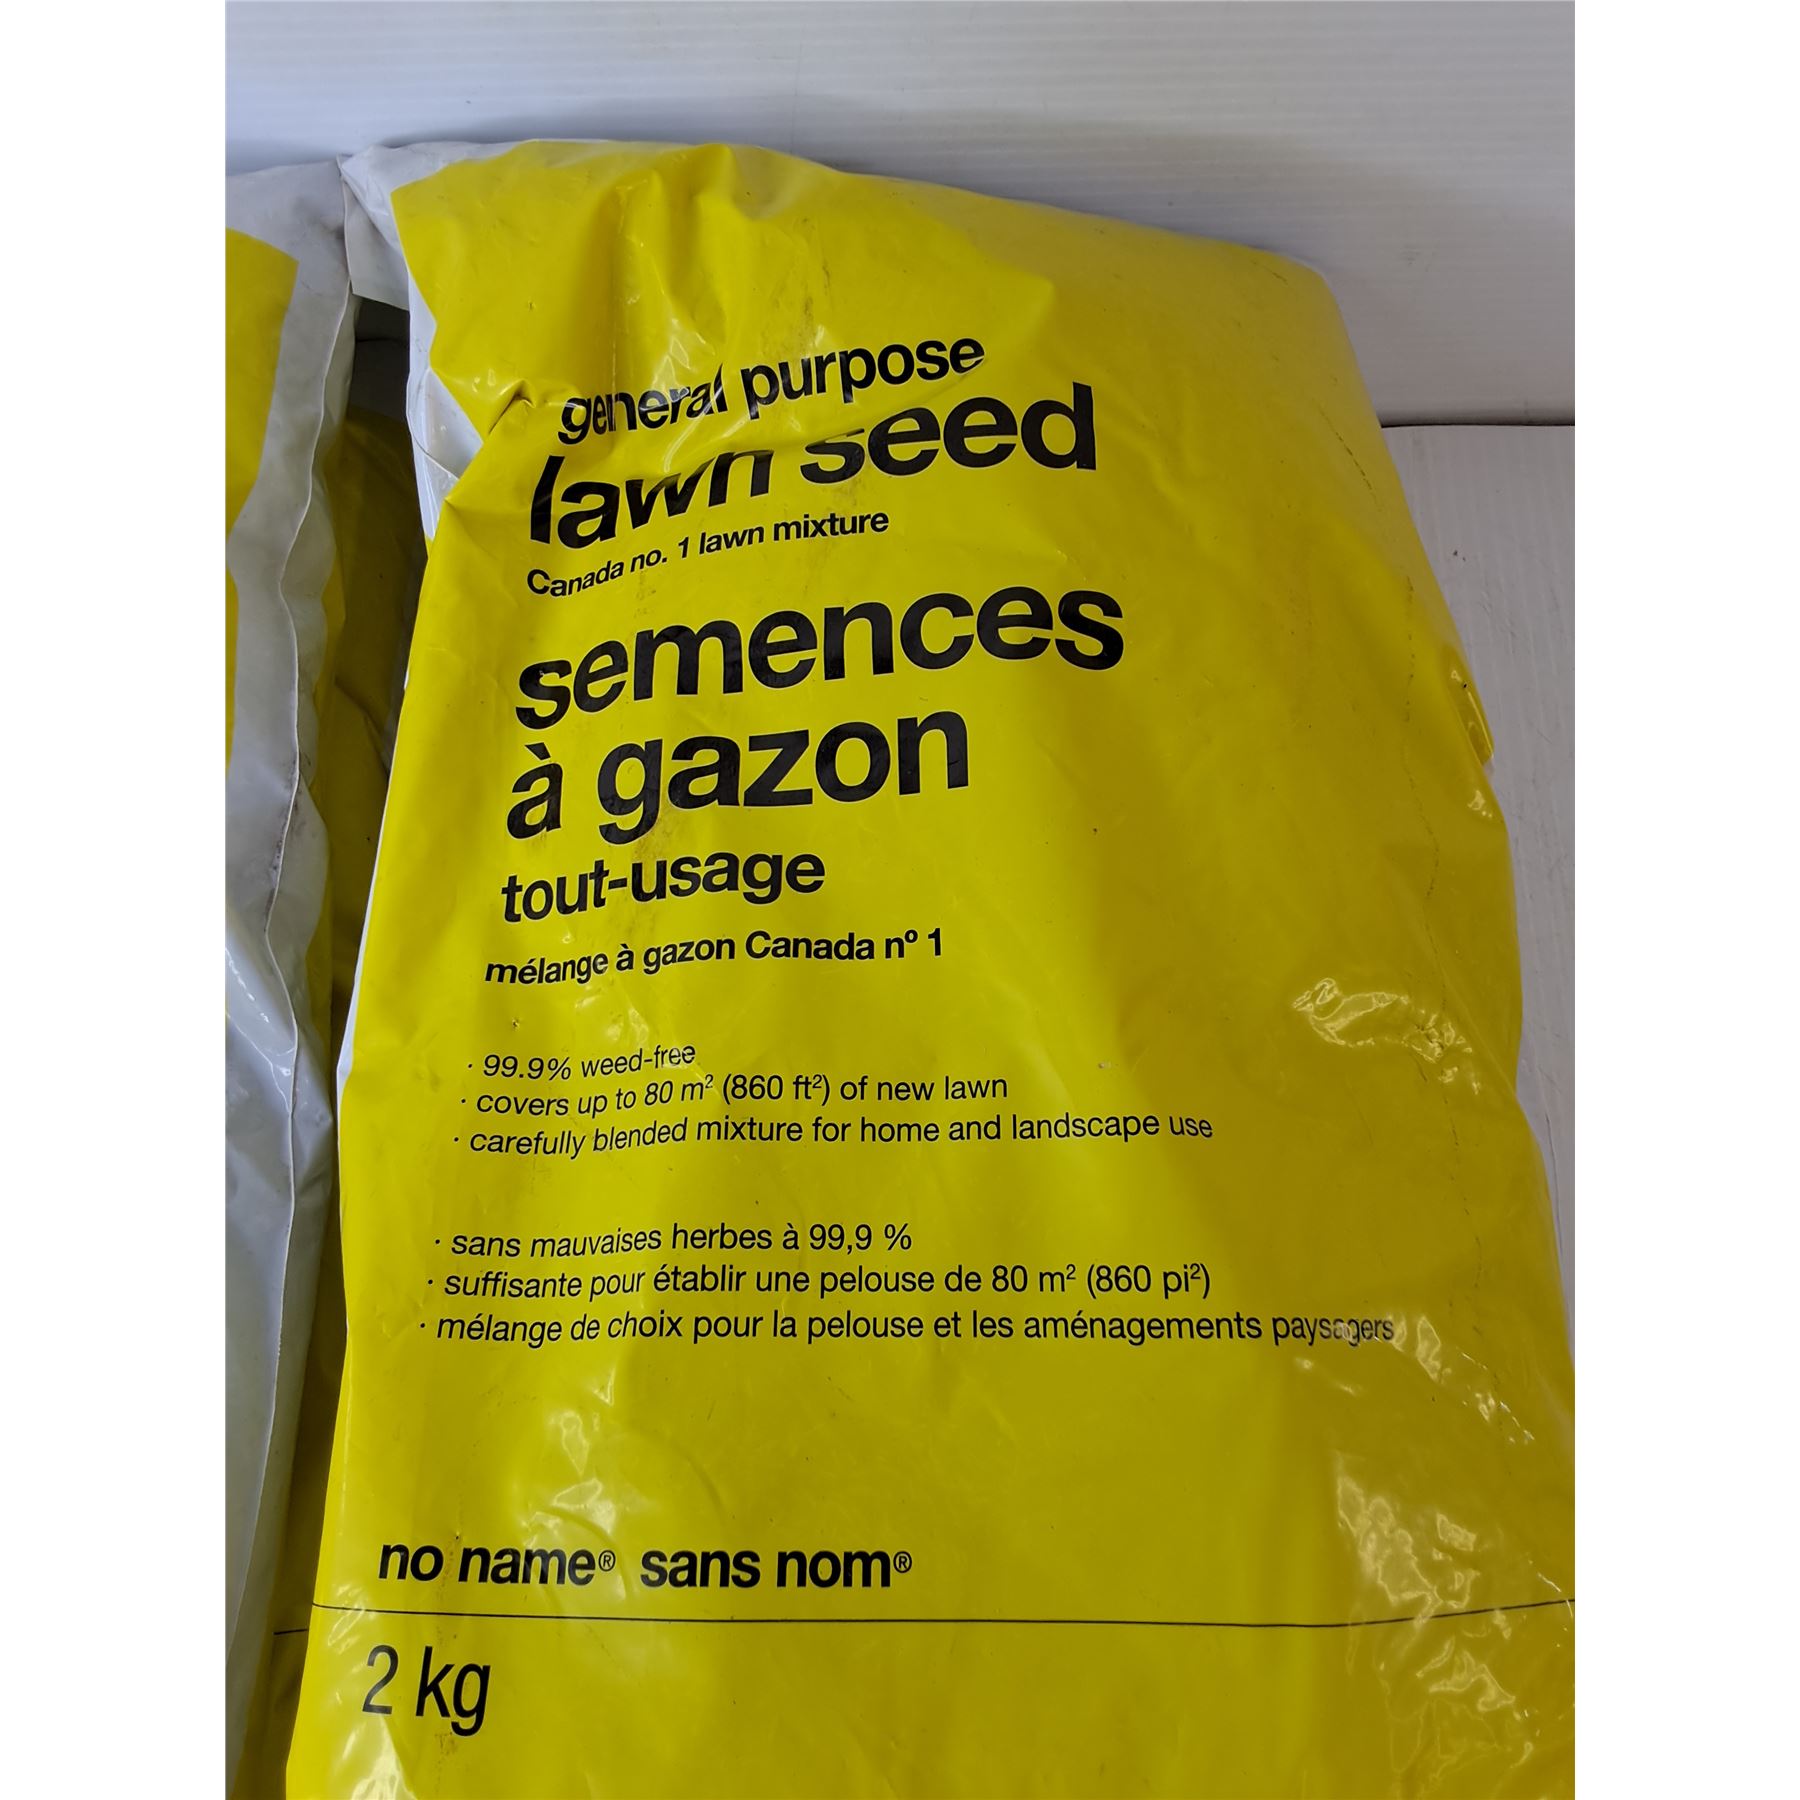 general purpose
lawn seed
Canada no. 1 lawn mixture
semences
à gazon
tout-usage
mélange à gazon Canada nº 1
· 99.9% weed-free
· covers up to 80 m² (860 ft²) of new lawn
· carefully blended mixture for home and landscape use
· sans mauvaises herbes à 99,9 %
· suffisante pour établir une pelouse de 80 m² (860 pi²)
· mélange de choix pour la pelouse et les aménagements paysagers
no name® sans nom®
2 kg